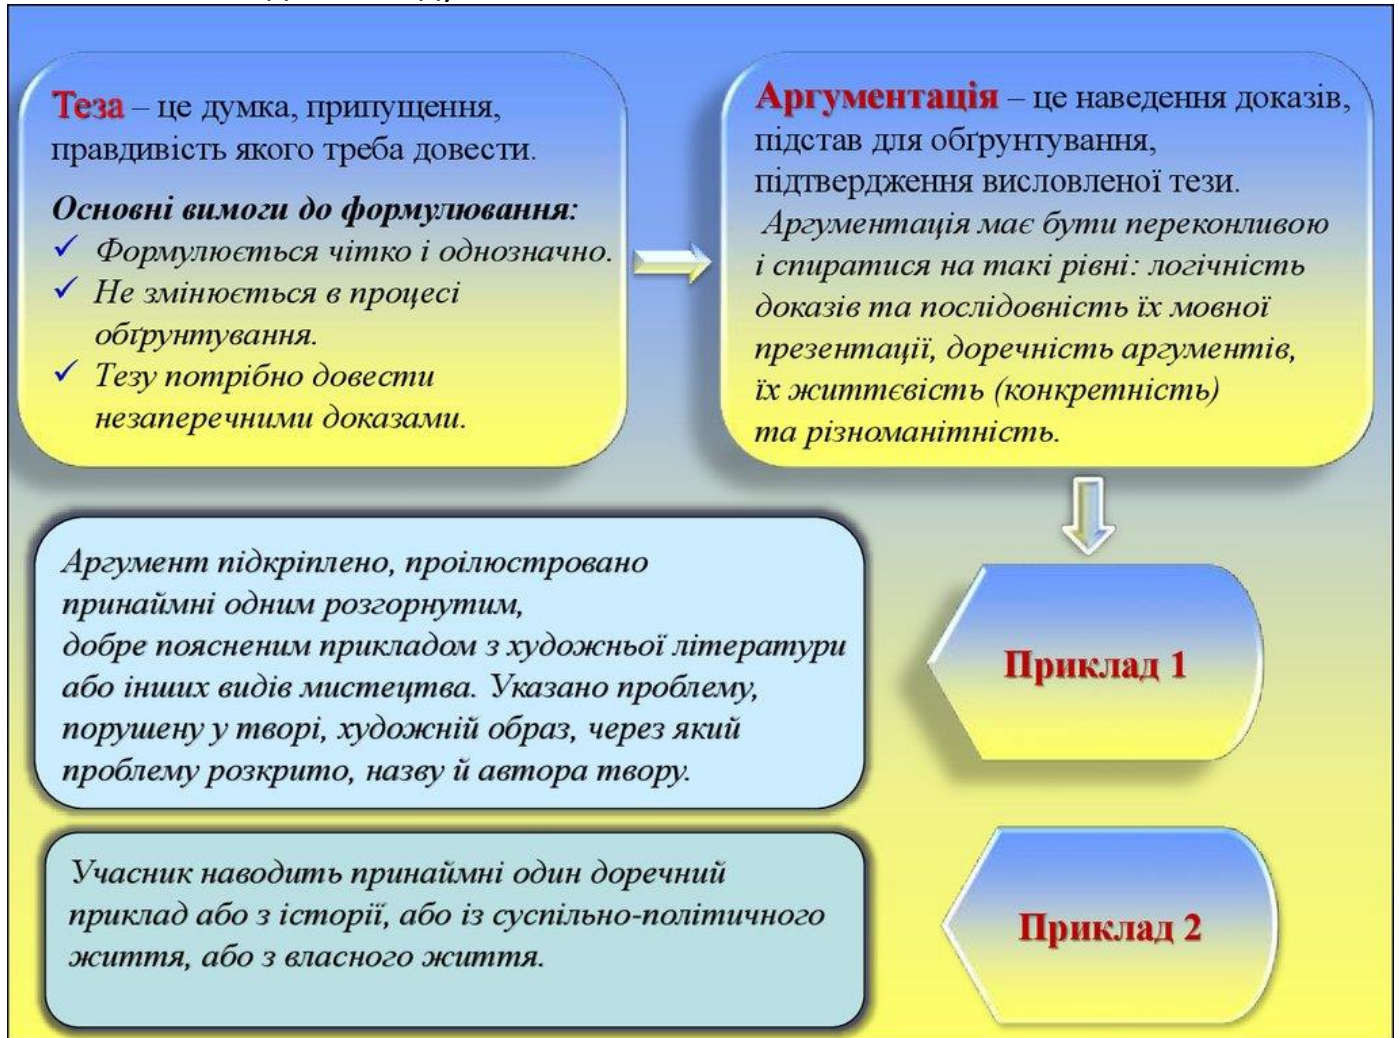 Теза – це думка, припущення,
правдивість якого треба довести.
Основні вимоги до формулювання:
✓ Формулюється чітко і однозначно.
✓ Не змінюється в процесі
обґрунтування.
✓ Тезу потрібно довести
незаперечними доказами.
Аргументація – це наведення доказів,
підстав для обґрунтування,
підтвердження висловленої тези.
Аргументація має бути переконливою
і спиратися на такі рівні: логічність
доказів та послідовність їх мовної
презентації, доречність аргументів,
їх життєвість (конкретність)
та різноманітність.
Аргумент підкріплено, проілюстровано
принаймні одним розгорнутим,
добре поясненим прикладом з художньої літератури
або інших видів мистецтва. Указано проблему,
порушену у творі, художній образ, через який
проблему розкрито, назву й автора твору.
Приклад 1
Учасник наводить принаймні один доречний
приклад або з історії, або із суспільно-політичного
життя, або з власного життя.
Приклад 2